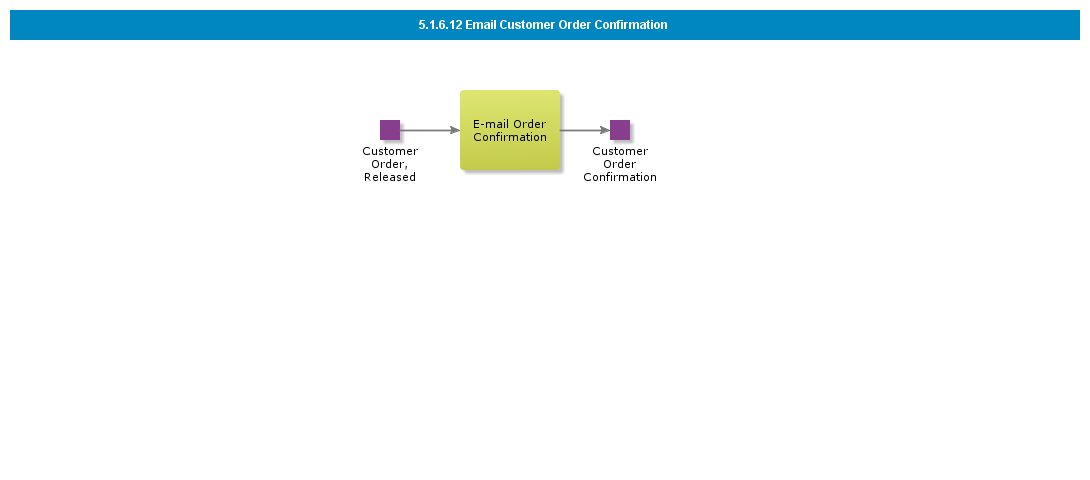 5.1.6.12 Email Customer Order Confirmation
E-mail Order
Confirmation
Customer
Order,
Released
Customer
Order
Confirmation